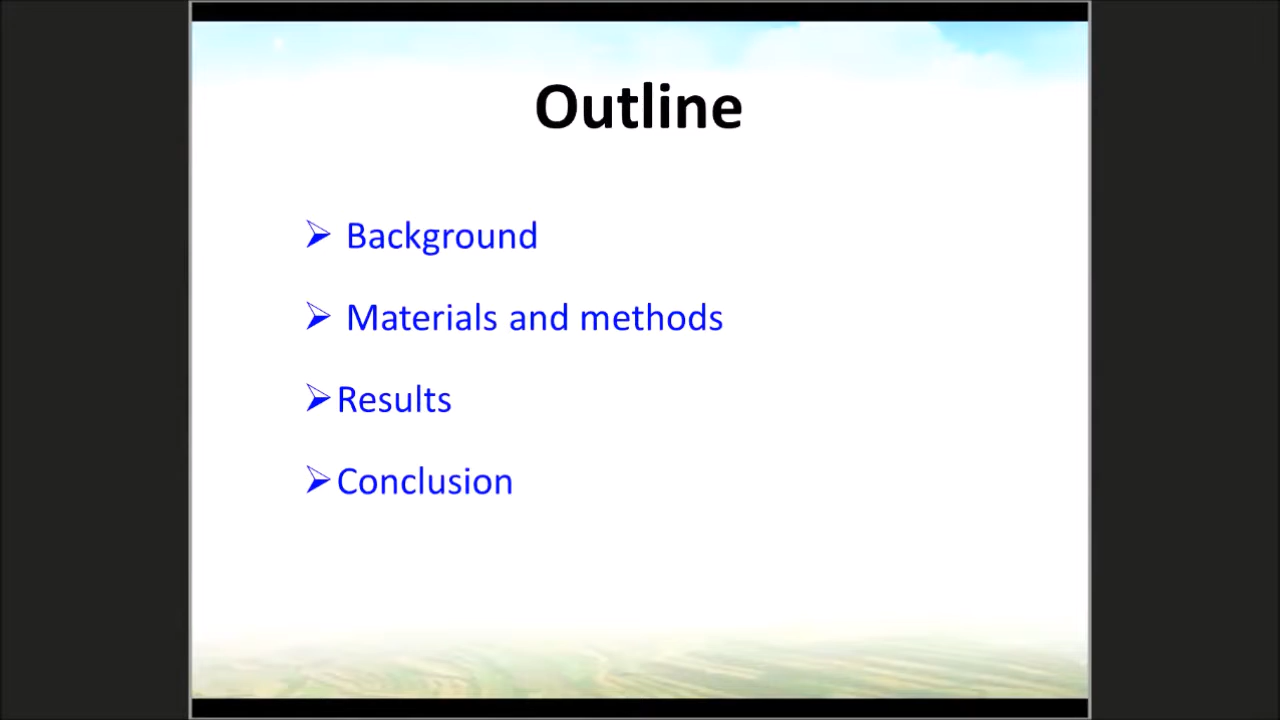 Outline
➢ Background
➢ Materials and methods
➢Results
➢Conclusion